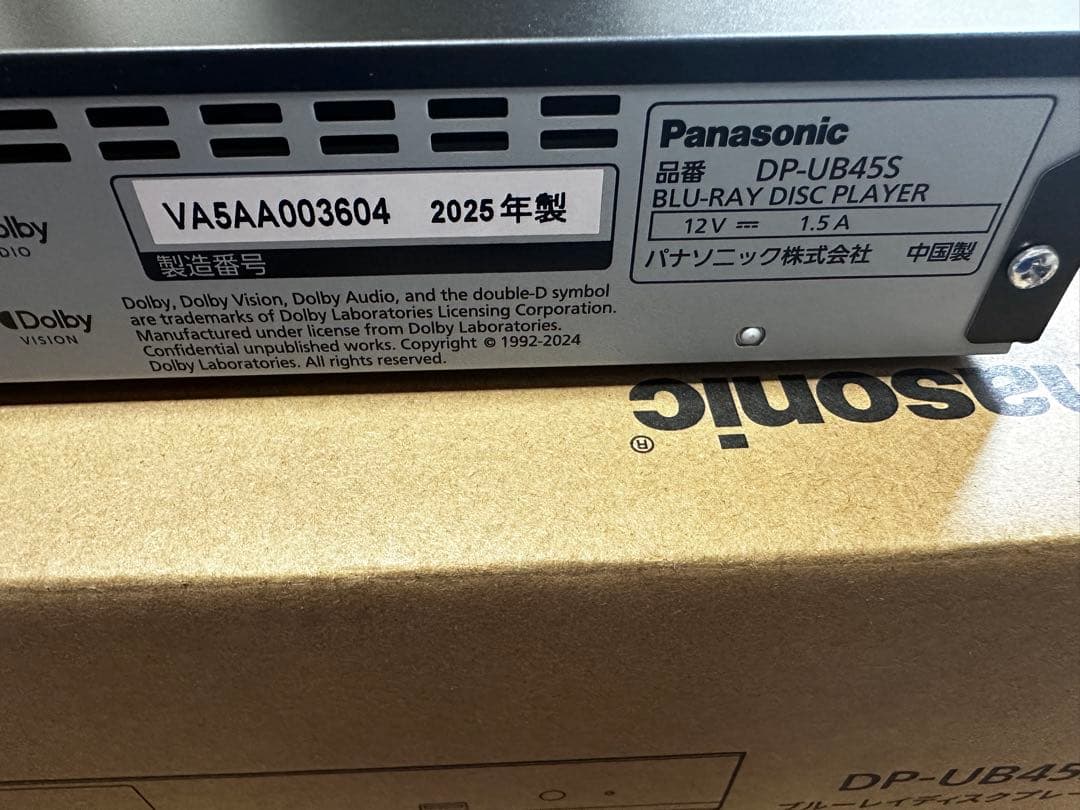 Panasonic
品番 DP-UB45S
BLU-RAY DISC PLAYER
12V ⎓ 1.5A
パナソニック株式会社 中国製
VA5AA003604 2025年製
製造番号
Dolby
VISION
Dolby, Dolby Vision, Dolby Audio, and the double-D symbol
are trademarks of Dolby Laboratories Licensing Corporation.
Manufactured under license from Dolby Laboratories.
Confidential unpublished works. Copyright © 1992-2024
Dolby Laboratories. All rights reserved.
nasonic®
DP-UB45